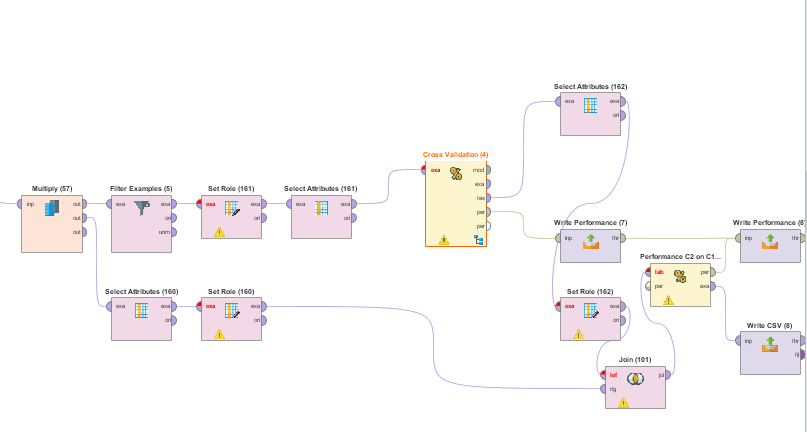 Select Attributes (162)
exa
exa
ori
Cross Validation (4)
exa
mod
exa
tes
per
per
Multiply (57)
inp
out
out
out
Filter Examples (5)
exa
exa
ori
unm
Set Role (161)
exa
exa
ori
Select Attributes (161)
exa
exa
ori
Write Performance (7)
inp
thr
Write Performance (8)
inp
thr
Performance C2 on C1...
lab
per
per
exa
Select Attributes (160)
exa
exa
ori
Set Role (160)
exa
exa
ori
Set Role (162)
exa
exa
ori
Write CSV (8)
inp
thr
fil
Join (101)
lef
rig
joi